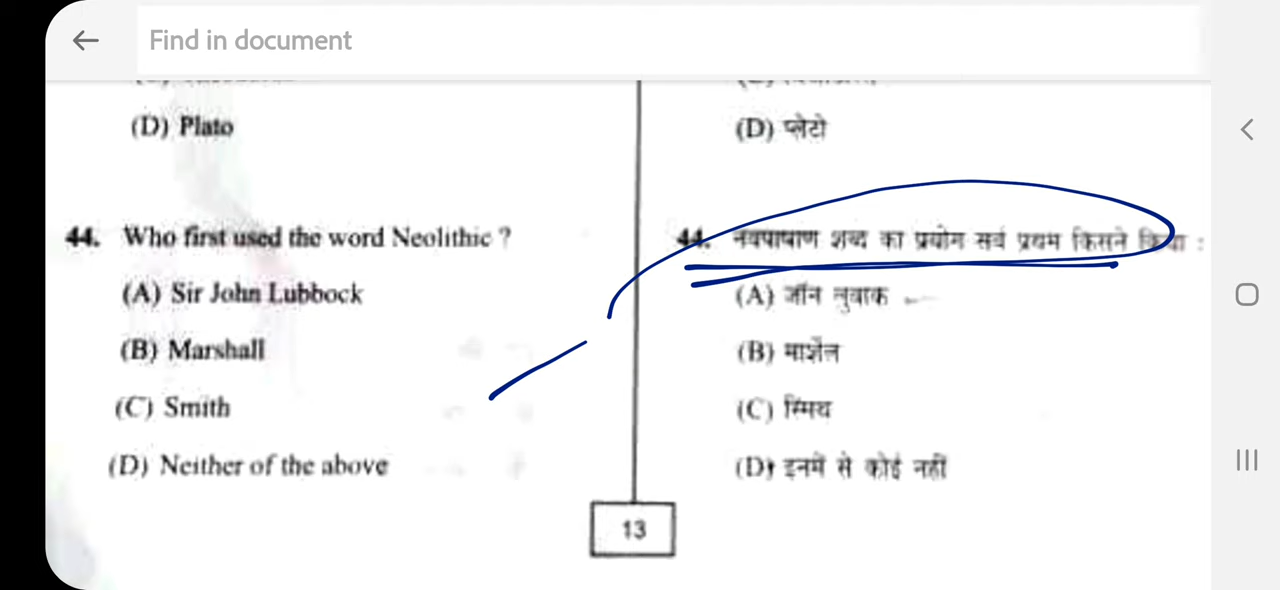 Find in document
(D) Plato
44. Who first used the word Neolithic ?
(A) Sir John Lubbock
(B) Marshall
(C) Smith
(D) Neither of the above
(D) प्लेटो
44. नवपाषाण शब्द का प्रयोग सर्व प्रथम किसने किया :
(A) जॉन लुवाक
(B) मार्शल
(C) स्मिथ
(D) इनमें से कोई नहीं
13